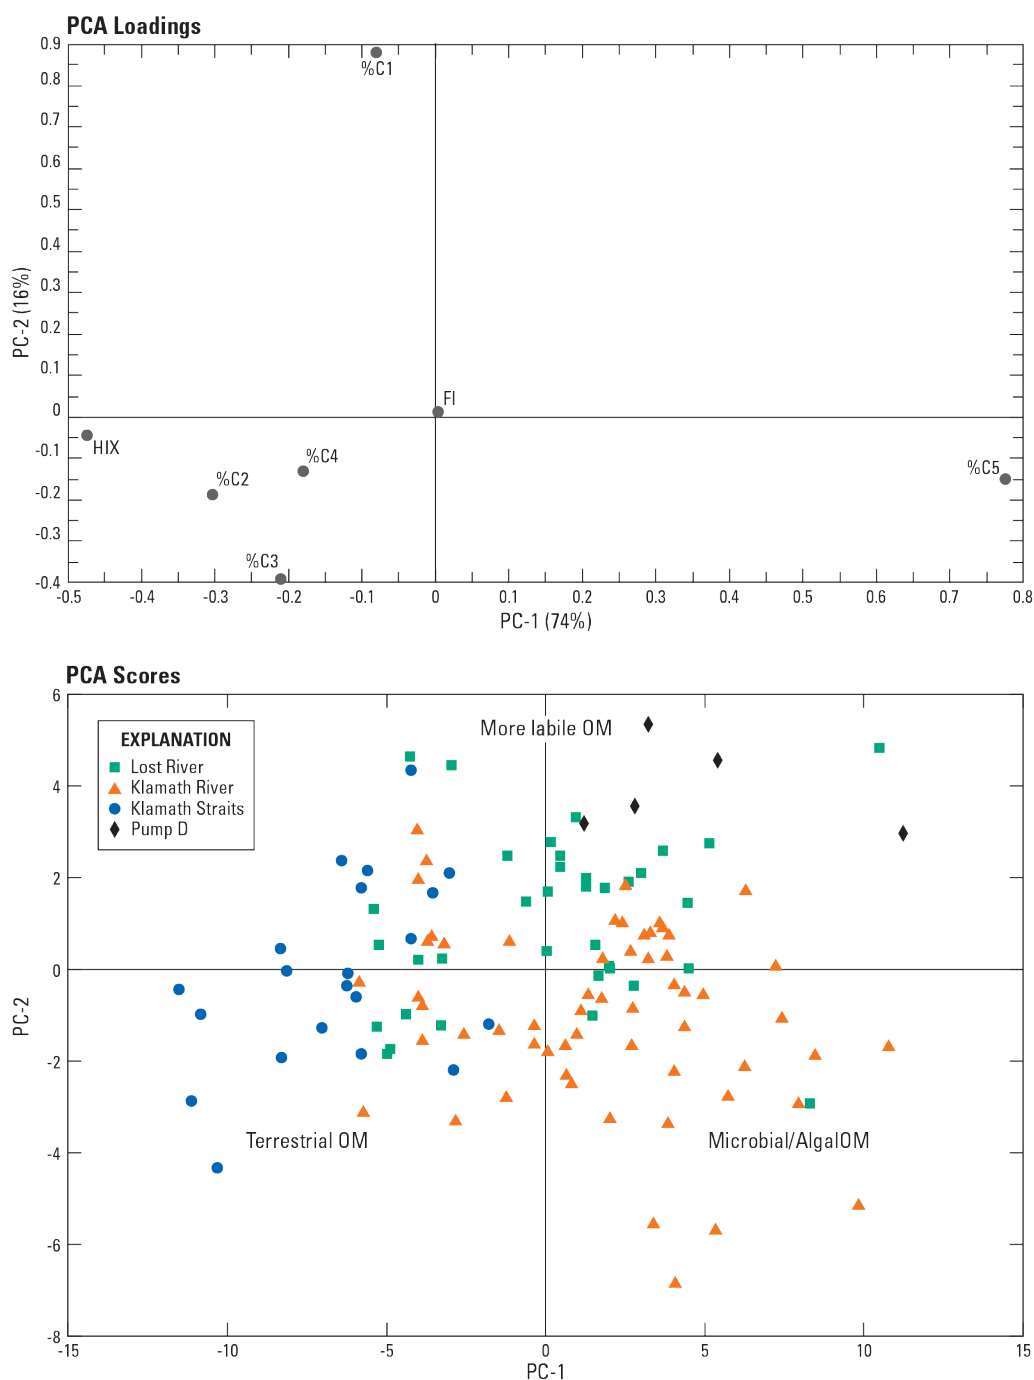 PCA Loadings
0.9
0.8
0.7
0.6
0.5
0.4
0.3
0.2
0.1
0
-0.1
-0.2
-0.3
-0.4
PC-2 (16%)
%C1
FI
HIX
%C4
%C2
%C3
%C5
-0.5 -0.4 -0.3 -0.2 -0.1 0 0.1 0.2 0.3 0.4 0.5 0.6 0.7 0.8
PC-1 (74%)
PCA Scores
6
4
2
0
-2
-4
-6
-8
PC-2
More labile OM
EXPLANATION
Lost River
Klamath River
Klamath Straits
Pump D
Terrestrial OM
Microbial/AlgalOM
-15 -10 -5 0 5 10 15
PC-1